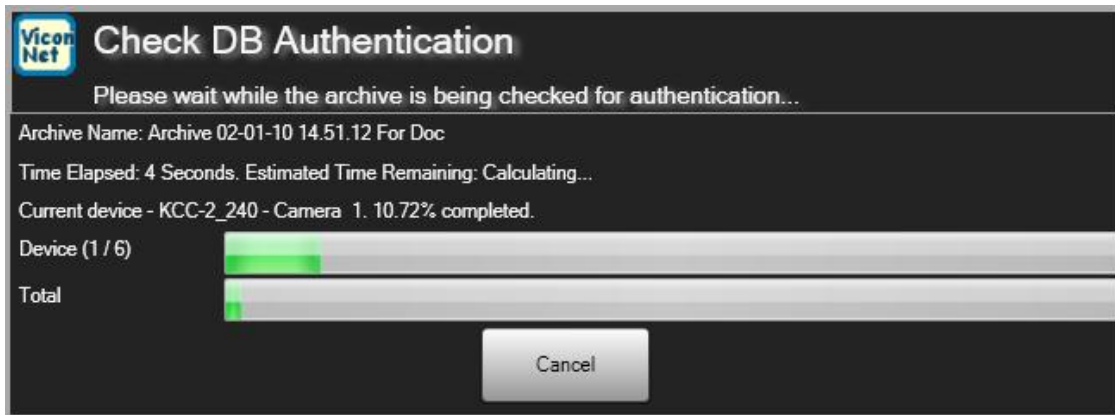 Vicon
Net
Check DB Authentication
Please wait while the archive is being checked for authentication...
Archive Name: Archive 02-01-10 14.51.12 For Doc
Time Elapsed: 4 Seconds. Estimated Time Remaining: Calculating...
Current device - KCC-2_240 - Camera  1. 10.72% completed.
Device (1 / 6)
Total
Cancel